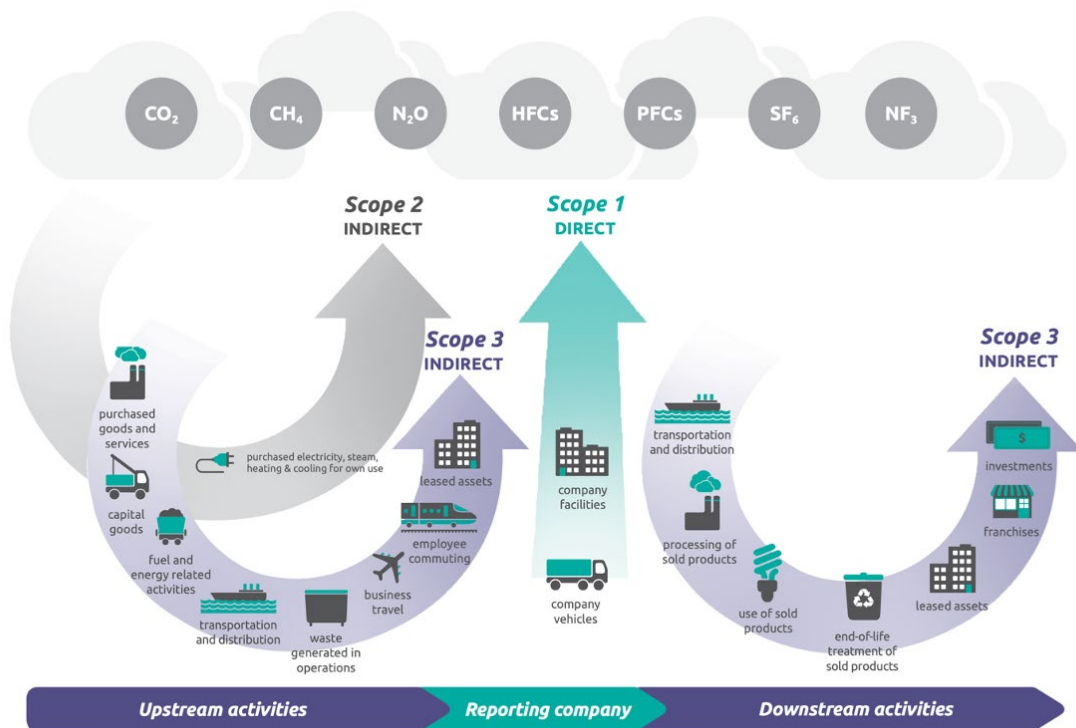 CO₂
CH₄
N₂O
HFCs
PFCs
SF₆
NF₃
Scope 2
INDIRECT
Scope 1
DIRECT
Scope 3
INDIRECT
Scope 3
INDIRECT
purchased
goods and
services
capital
goods
fuel and
energy related
activities
purchased electricity, steam,
heating & cooling for own use
transportation
and distribution
waste
generated in
operations
business
travel
employee
commuting
leased assets
company
facilities
company
vehicles
transportation
and distribution
processing of
sold products
use of sold
products
end-of-life
treatment of
sold products
leased assets
franchises
$
investments
Upstream activities
Reporting company
Downstream activities